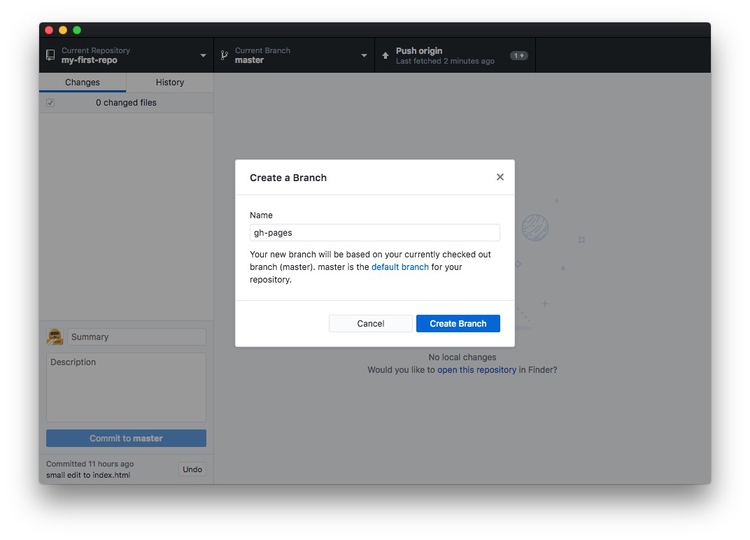 Current Repository
my-first-repo
Current Branch
master
Push origin
Last fetched 2 minutes ago
1
Changes
History
0 changed files
Create a Branch
Name
gh-pages
Your new branch will be based on your currently checked out
branch (master). master is the default branch for your
repository.
Cancel
Create Branch
No local changes
Would you like to open this repository in Finder?
Summary
Description
Commit to master
Committed 11 hours ago
small edit to index.html
Undo